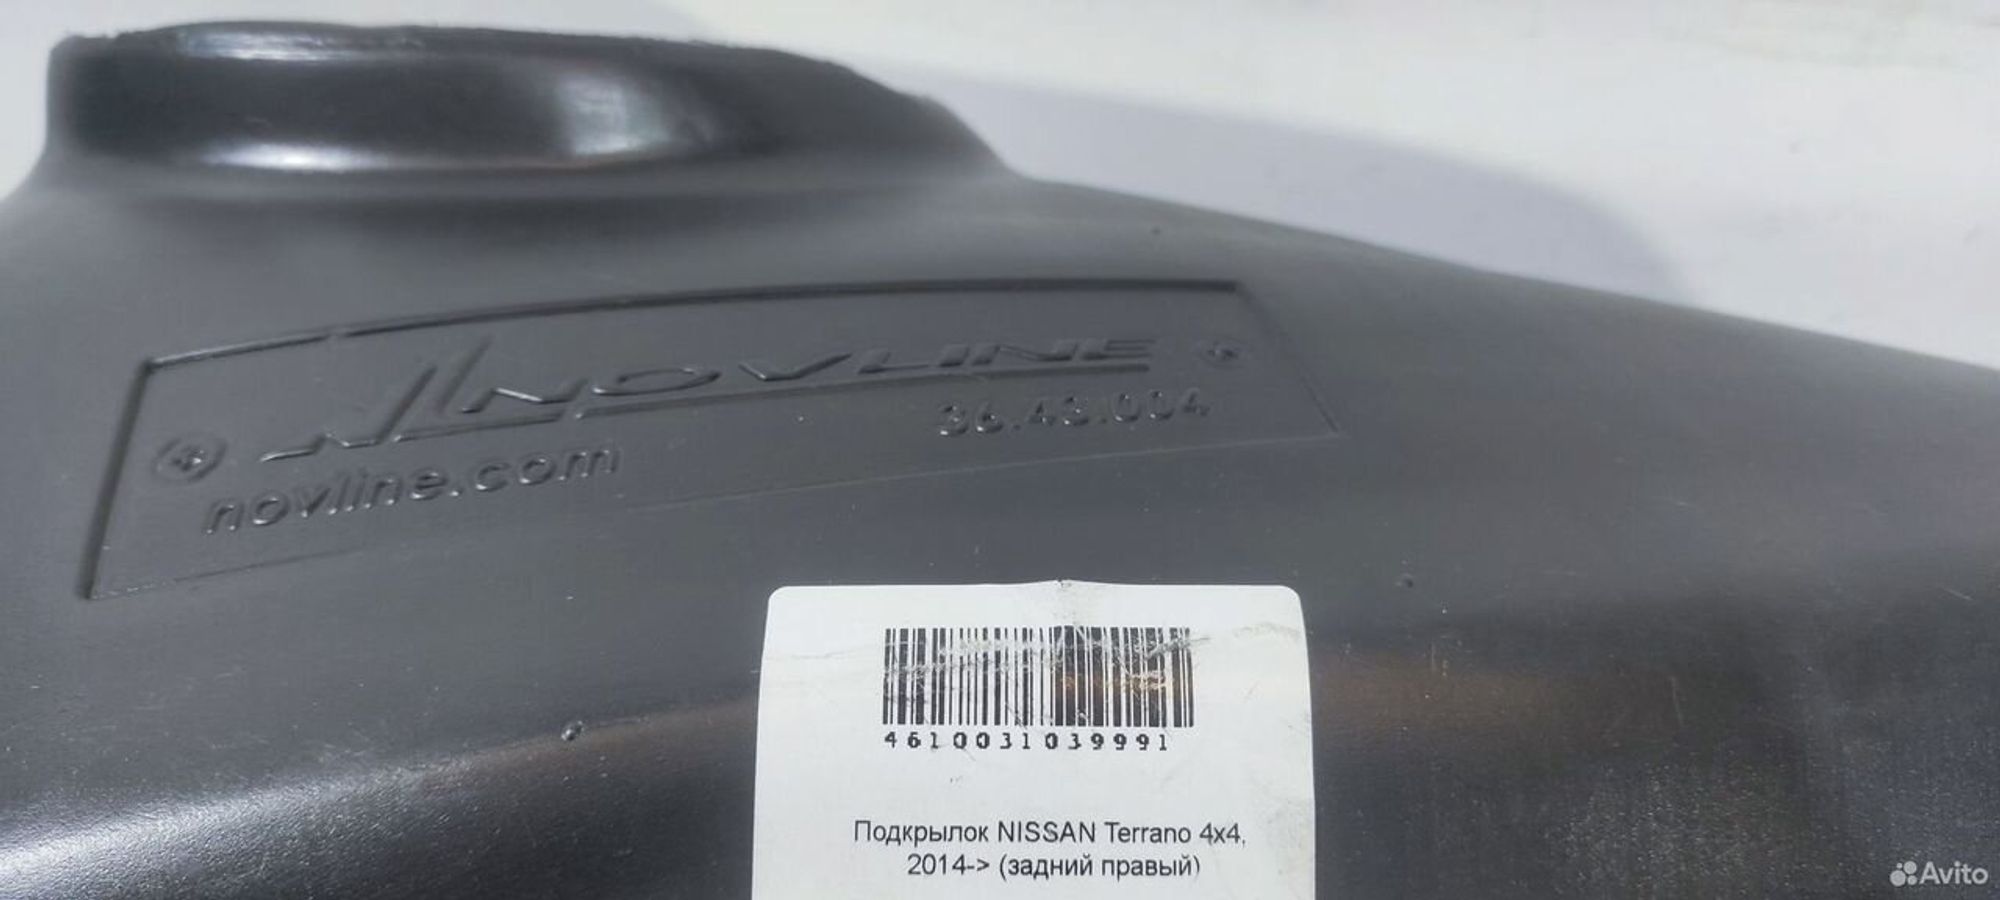 NOVLINE
novline.com
36.43.004
4610031039991
Подкрылок NISSAN Terrano 4x4,
2014-> (задний правый)
Avito